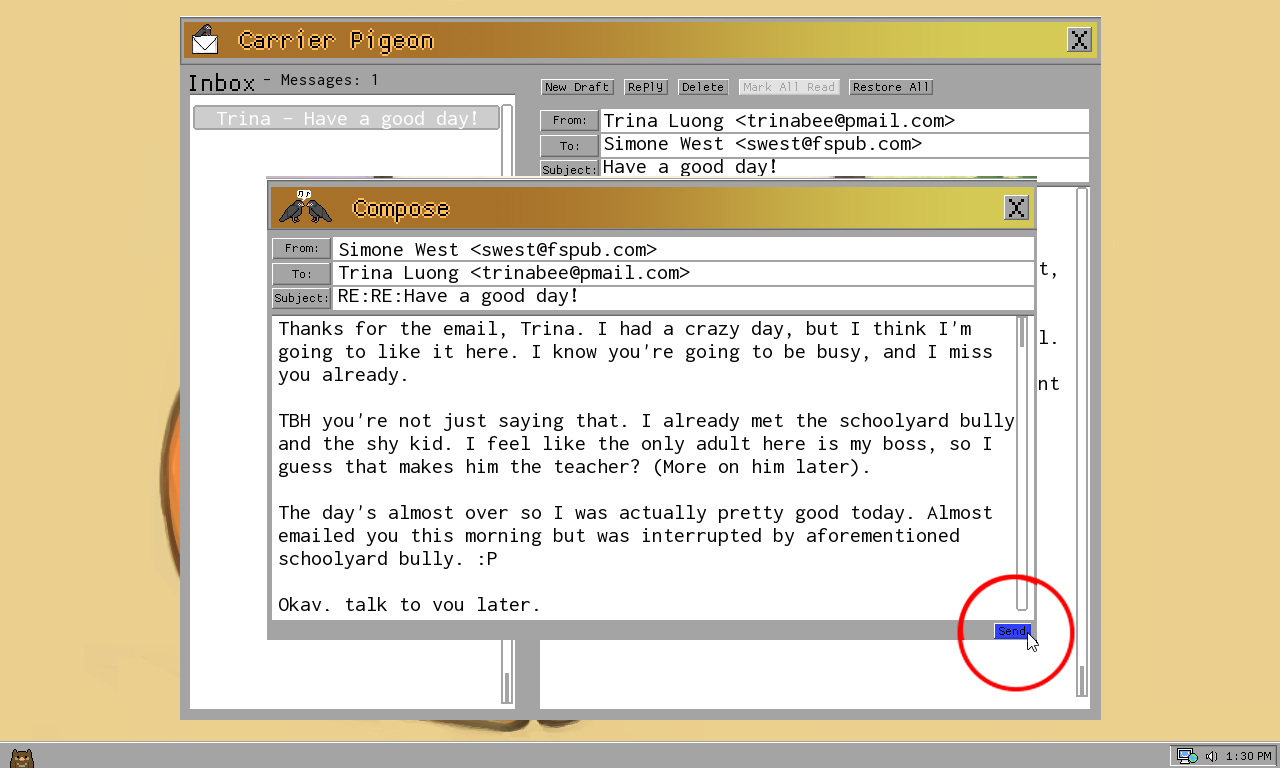 Carrier Pigeon
X
Inbox - Messages: 1
New Draft RePly Delete Mark All Read Restore All
Trina - Have a good day!
From: Trina Luong <trinabee@pmail.com>
To: Simone West <swest@fspub.com>
Subject: Have a good day!
Compose
X
From: Simone West <swest@fspub.com>
To: Trina Luong <trinabee@pmail.com>
Subject: RE:RE:Have a good day!
t,
l.
nt
Thanks for the email, Trina. I had a crazy day, but I think I'm
going to like it here. I know you're going to be busy, and I miss
you already.
TBH you're not just saying that. I already met the schoolyard bully
and the shy kid. I feel like the only adult here is my boss, so I
guess that makes him the teacher? (More on him later).
The day's almost over so I was actually pretty good today. Almost
emailed you this morning but was interrupted by aforementioned
schoolyard bully. :P
Okay, talk to you later.
Send
1:30 PM